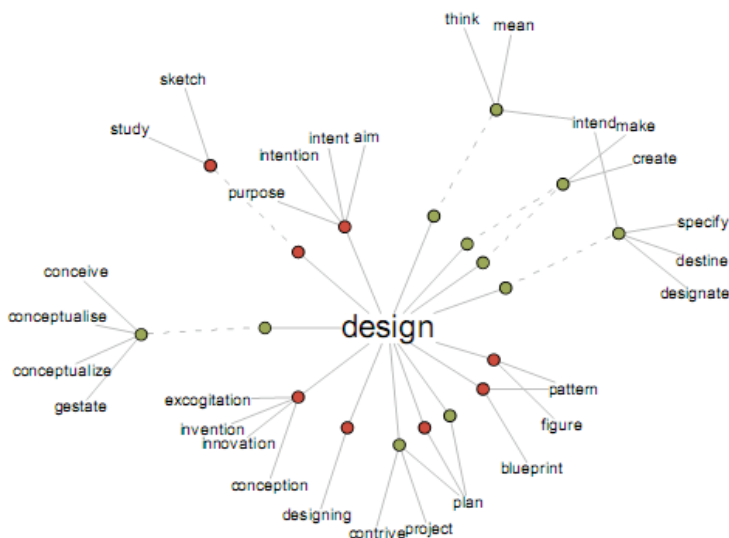 think
mean
sketch
study
intent aim
intend make
intention
create
purpose
specify
conceive
destine
designate
conceptualise
design
conceptualize
pattern
excogitation
gestate
figure
invention
innovation
blueprint
conception
plan
designing
project
contrive